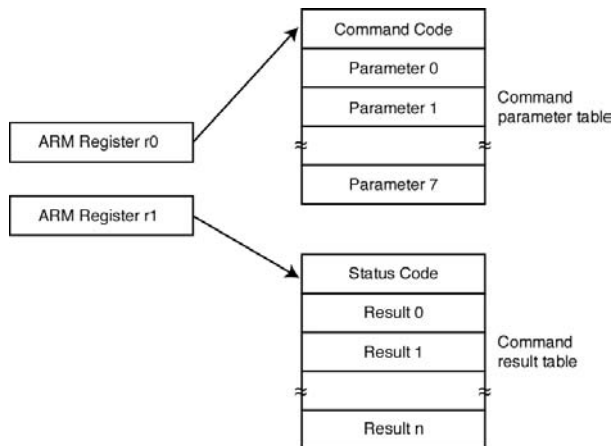 Command Code
Parameter 0
Parameter 1
Parameter 7
Command
parameter table
ARM Register r0
ARM Register r1
Status Code
Result 0
Result 1
Result n
Command
result table